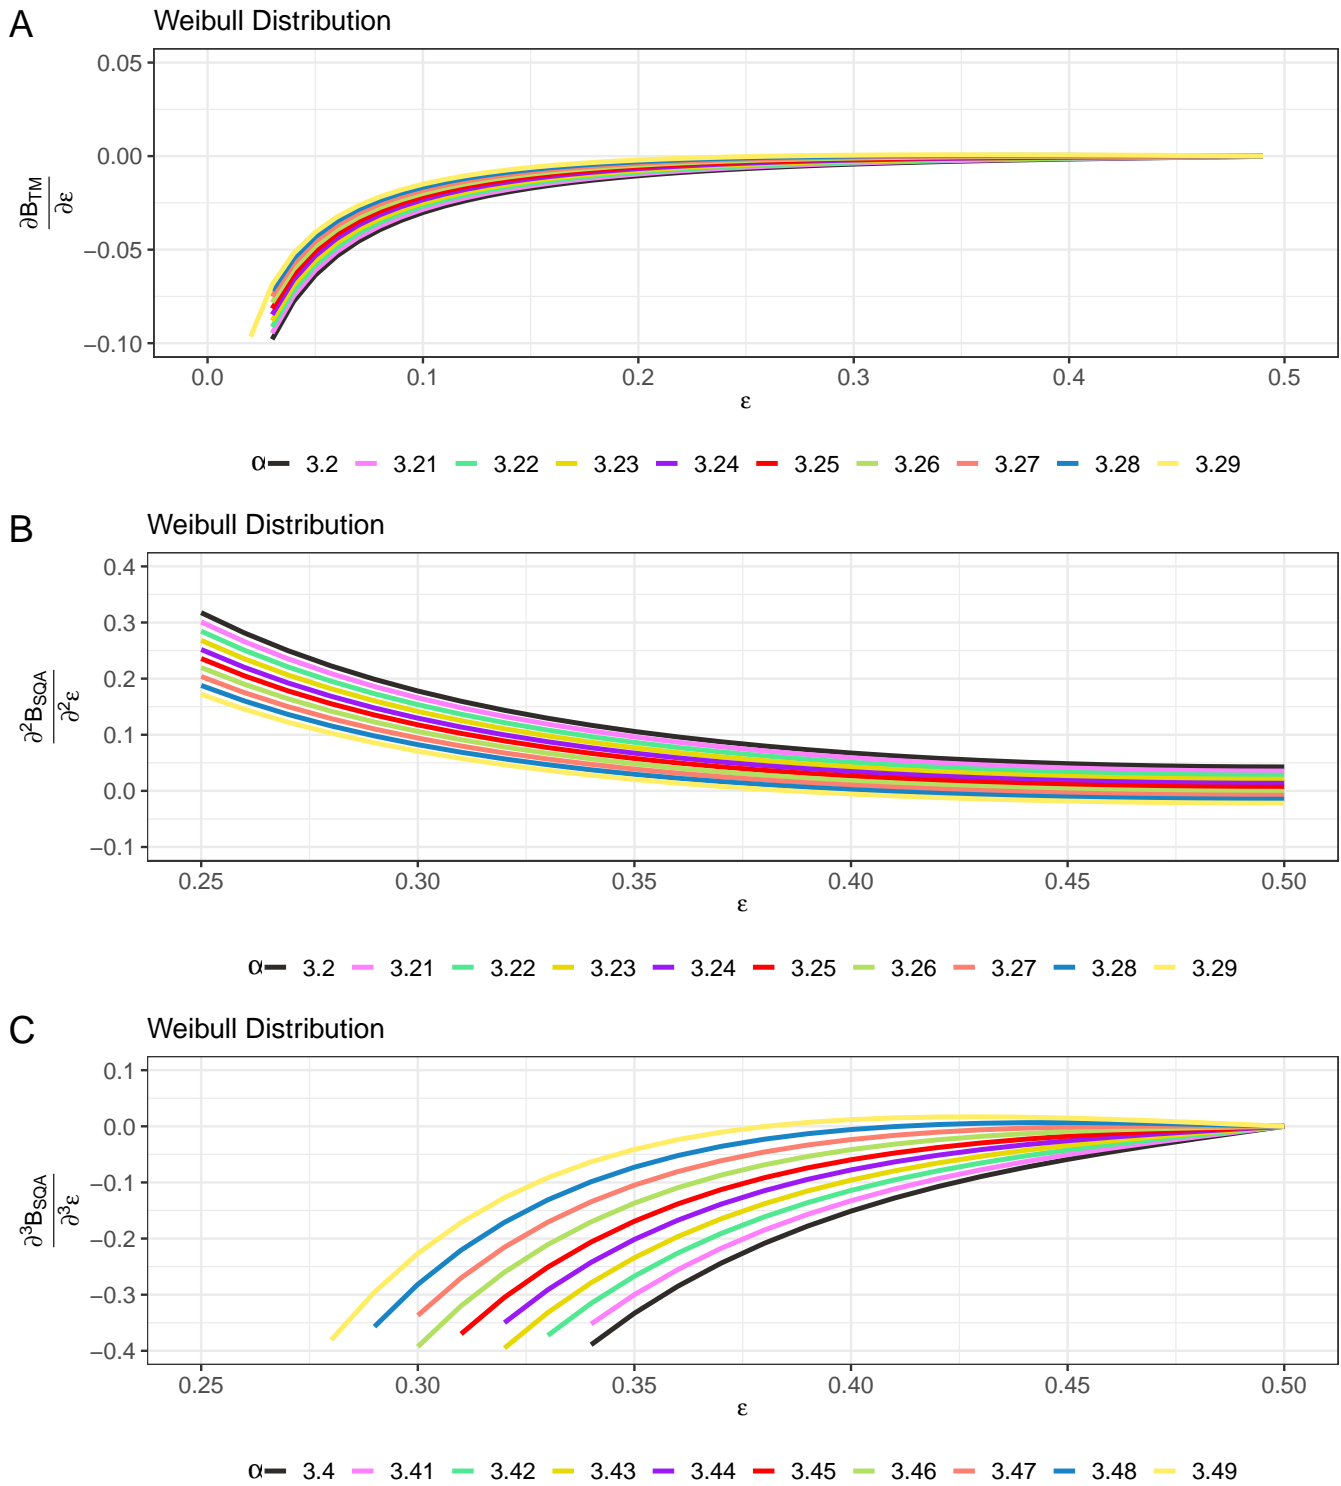 A
Weibull Distribution
0.05
0.00
−0.05
−0.10
∂B_TM
∂ε
0.0 0.1 0.2 0.3 0.4 0.5
ε
α 3.2 3.21 3.22 3.23 3.24 3.25 3.26 3.27 3.28 3.29
B
Weibull Distribution
0.4
0.3
0.2
0.1
0.0
−0.1
∂²B_SQA
∂²ε
0.25 0.30 0.35 0.40 0.45 0.50
ε
α 3.2 3.21 3.22 3.23 3.24 3.25 3.26 3.27 3.28 3.29
C
Weibull Distribution
0.1
0.0
−0.1
−0.2
−0.3
−0.4
∂³B_SQA
∂³ε
0.25 0.30 0.35 0.40 0.45 0.50
ε
α 3.4 3.41 3.42 3.43 3.44 3.45 3.46 3.47 3.48 3.49